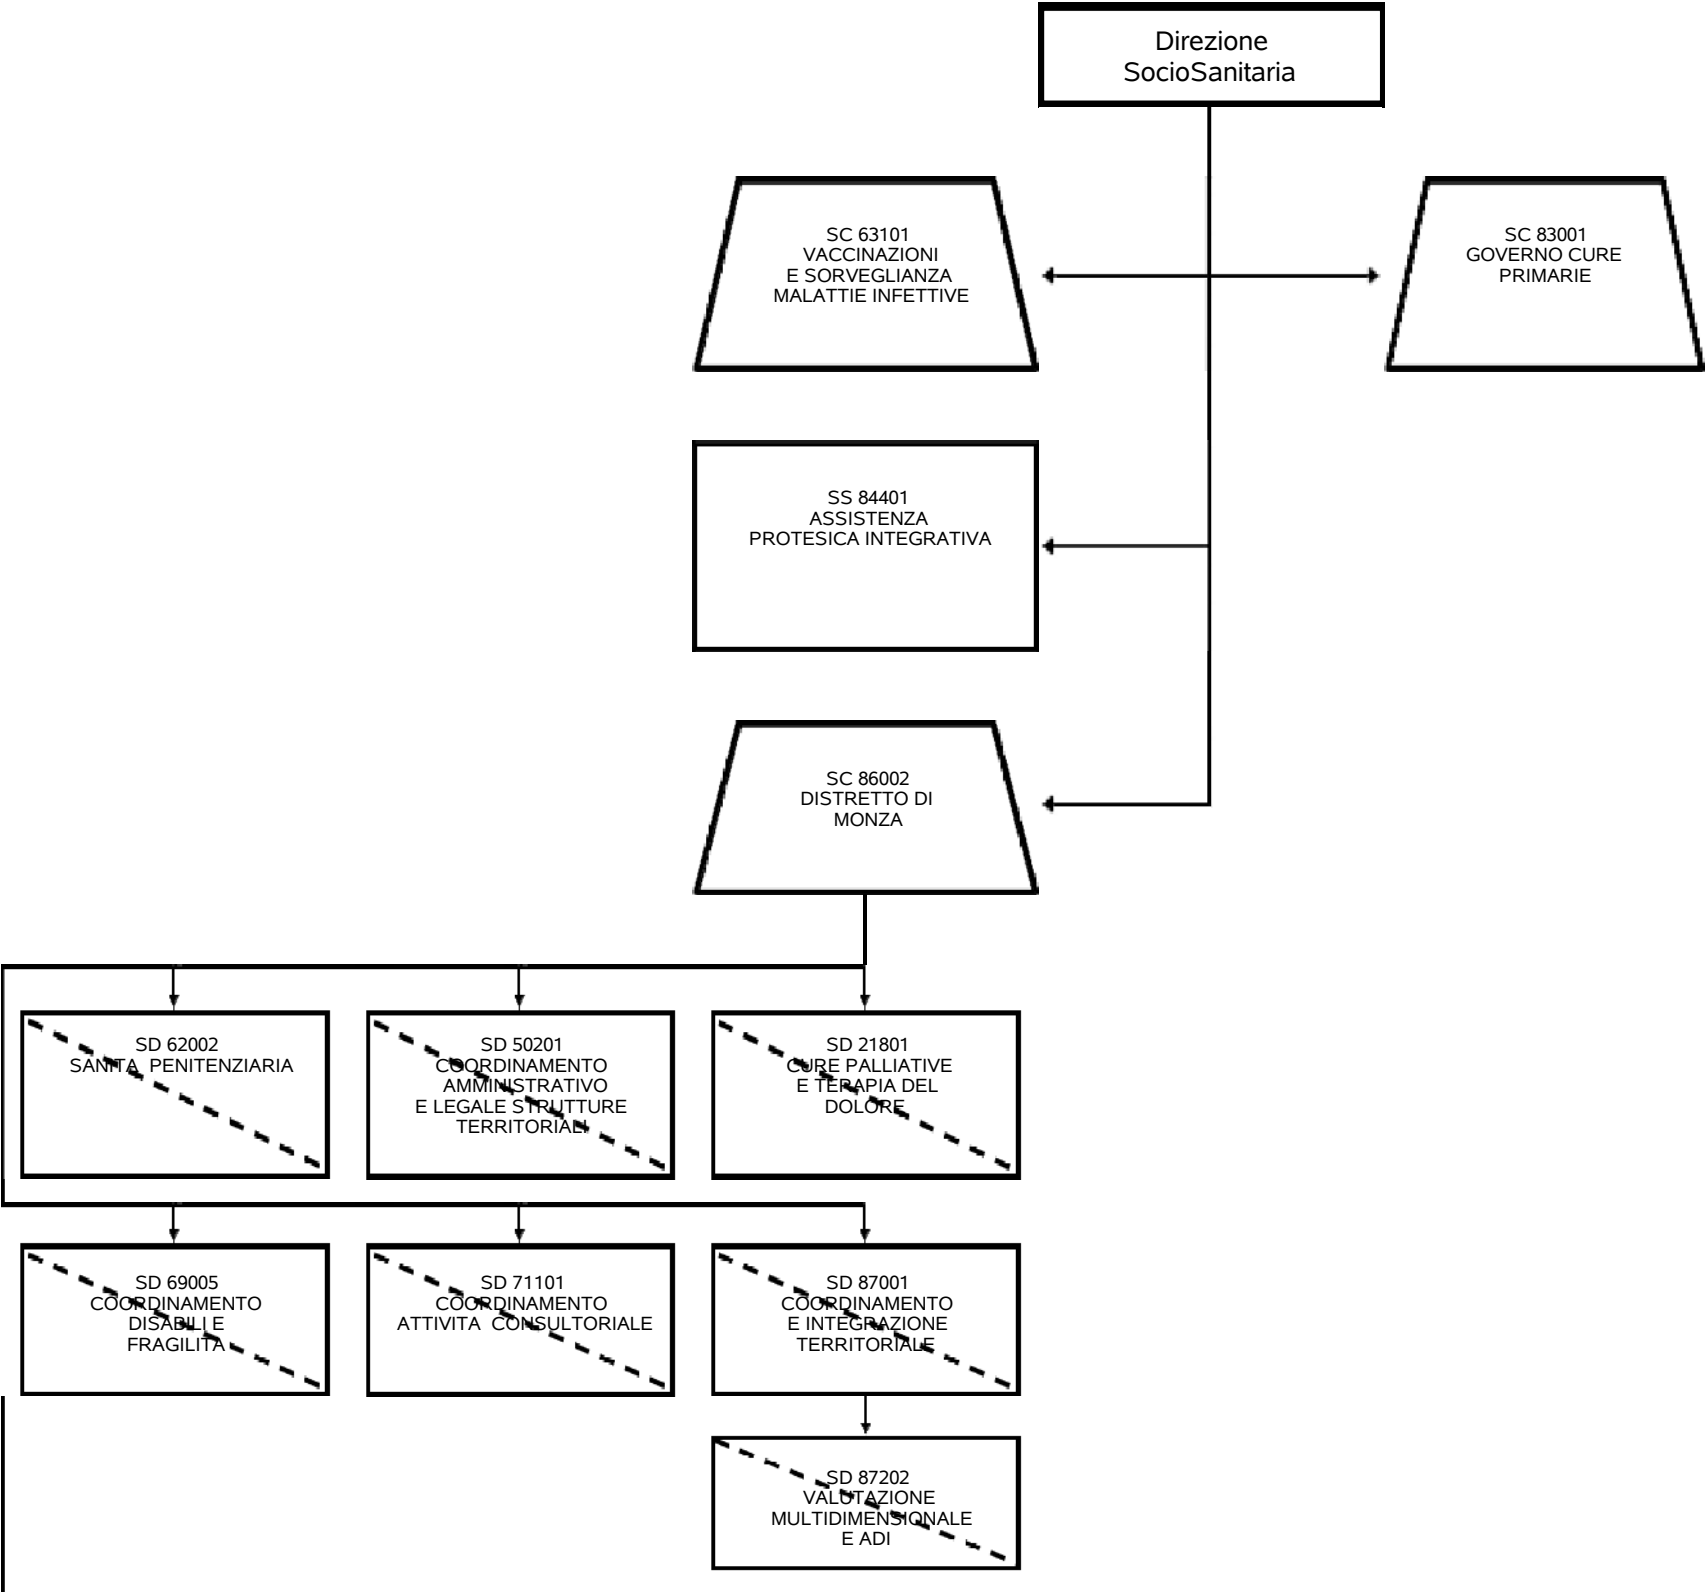 Direzione
SocioSanitaria
SC 63101
VACCINAZIONI
E SORVEGLIANZA
MALATTIE INFETTIVE
SC 83001
GOVERNO CURE
PRIMARIE
SS 84401
ASSISTENZA
PROTESICA INTEGRATIVA
SC 86002
DISTRETTO DI
MONZA
SD 62002
SANITA PENITENZIARIA
SD 50201
COORDINAMENTO
AMMINISTRATIVO
E LEGALE STRUTTURE
TERRITORIALI
SD 21801
CURE PALLIATIVE
E TERAPIA DEL
DOLORE
SD 69005
COORDINAMENTO
DISABILI E
FRAGILITA
SD 71101
COORDINAMENTO
ATTIVITA CONSULTORIALE
SD 87001
COORDINAMENTO
E INTEGRAZIONE
TERRITORIALE
SD 87202
VALUTAZIONE
MULTIDIMENSIONALE
E ADI